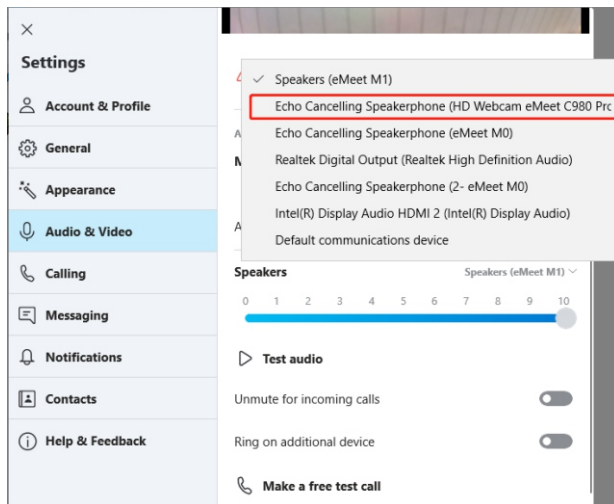 Settings
Account & Profile
General
Appearance
Audio & Video
Calling
Messaging
Notifications
Contacts
Help & Feedback
Speakers (eMeet M1)
Echo Cancelling Speakerphone (HD Webcam eMeet C980 Pro
Echo Cancelling Speakerphone (eMeet M0)
Realtek Digital Output (Realtek High Definition Audio)
Echo Cancelling Speakerphone (2- eMeet M0)
Intel(R) Display Audio HDMI 2 (Intel(R) Display Audio)
Default communications device
Speakers Speakers (eMeet M1)
0 1 2 3 4 5 6 7 8 9 10
Test audio
Unmute for incoming calls
Ring on additional device
Make a free test call